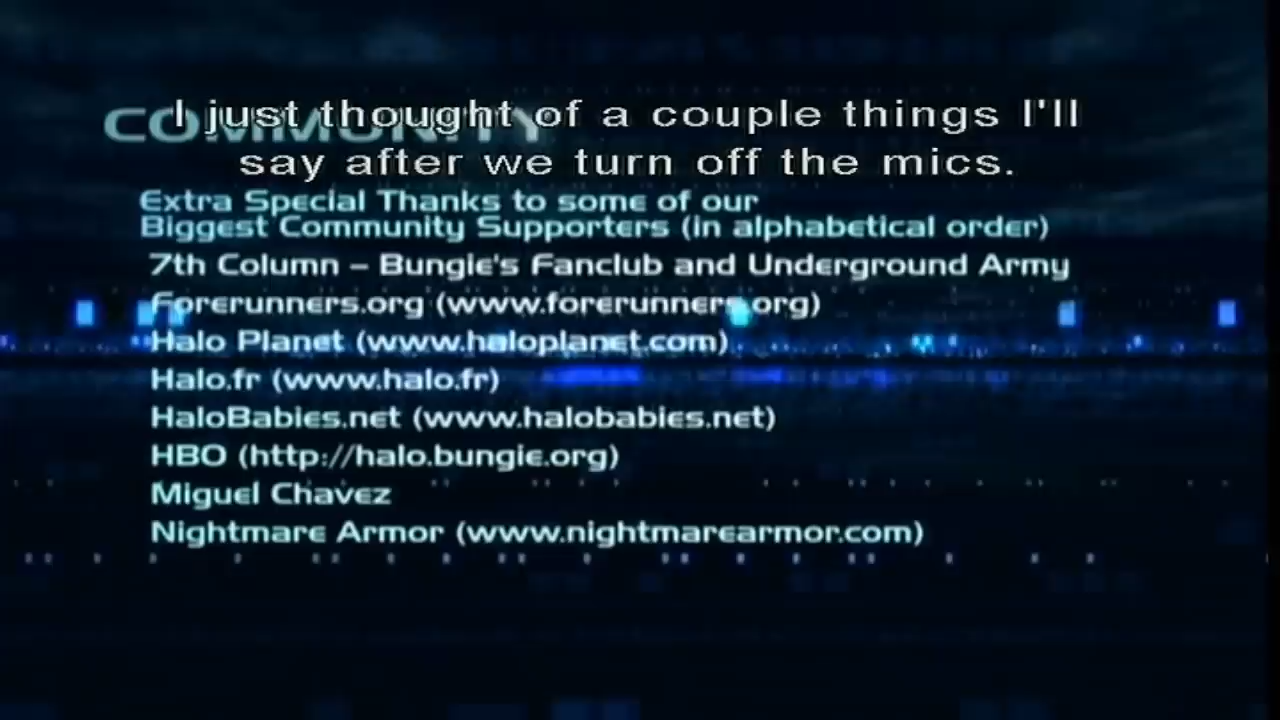 COMMUNITY
I just thought of a couple things I'll
say after we turn off the mics.
Extra Special Thanks to some of our
Biggest Community Supporters (in alphabetical order)
7th Column – Bungie's Fanclub and Underground Army
Forerunners.org (www.forerunners.org)
Halo Planet (www.haloplanet.com)
Halo.fr (www.halo.fr)
HaloBabies.net (www.halobabies.net)
HBO (http://halo.bungie.org)
Miguel Chavez
Nightmare Armor (www.nightmarearmor.com)